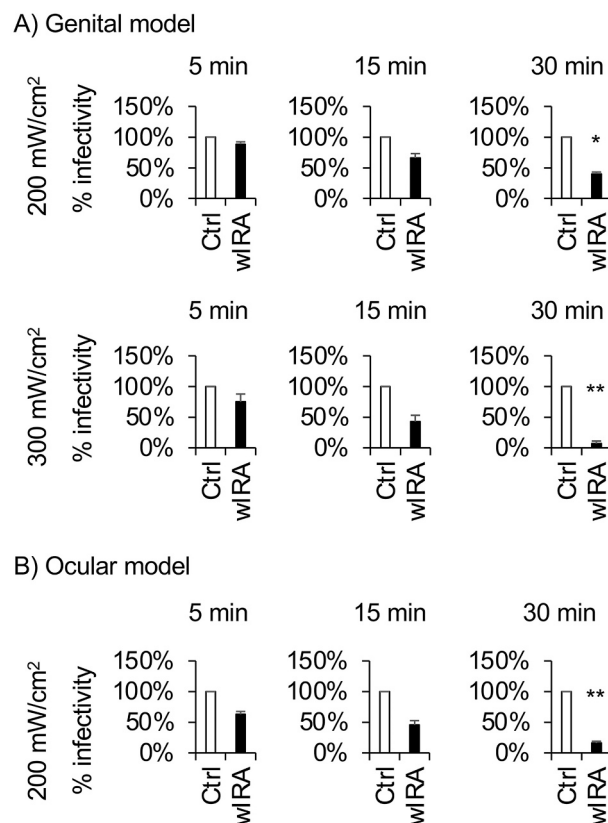 A) Genital model
5 min 15 min 30 min
200 mW/cm²
% infectivity
150% 150% 150%
100% 100% 100% *
50% 50% 50%
0% 0% 0%
Ctrl wIRA Ctrl wIRA Ctrl wIRA
5 min 15 min 30 min
300 mW/cm²
% infectivity
150% 150% 150%
100% 100% 100% **
50% 50% 50%
0% 0% 0%
Ctrl wIRA Ctrl wIRA Ctrl wIRA
B) Ocular model
5 min 15 min 30 min
200 mW/cm²
% infectivity
150% 150% 150%
100% 100% 100% **
50% 50% 50%
0% 0% 0%
Ctrl wIRA Ctrl wIRA Ctrl wIRA